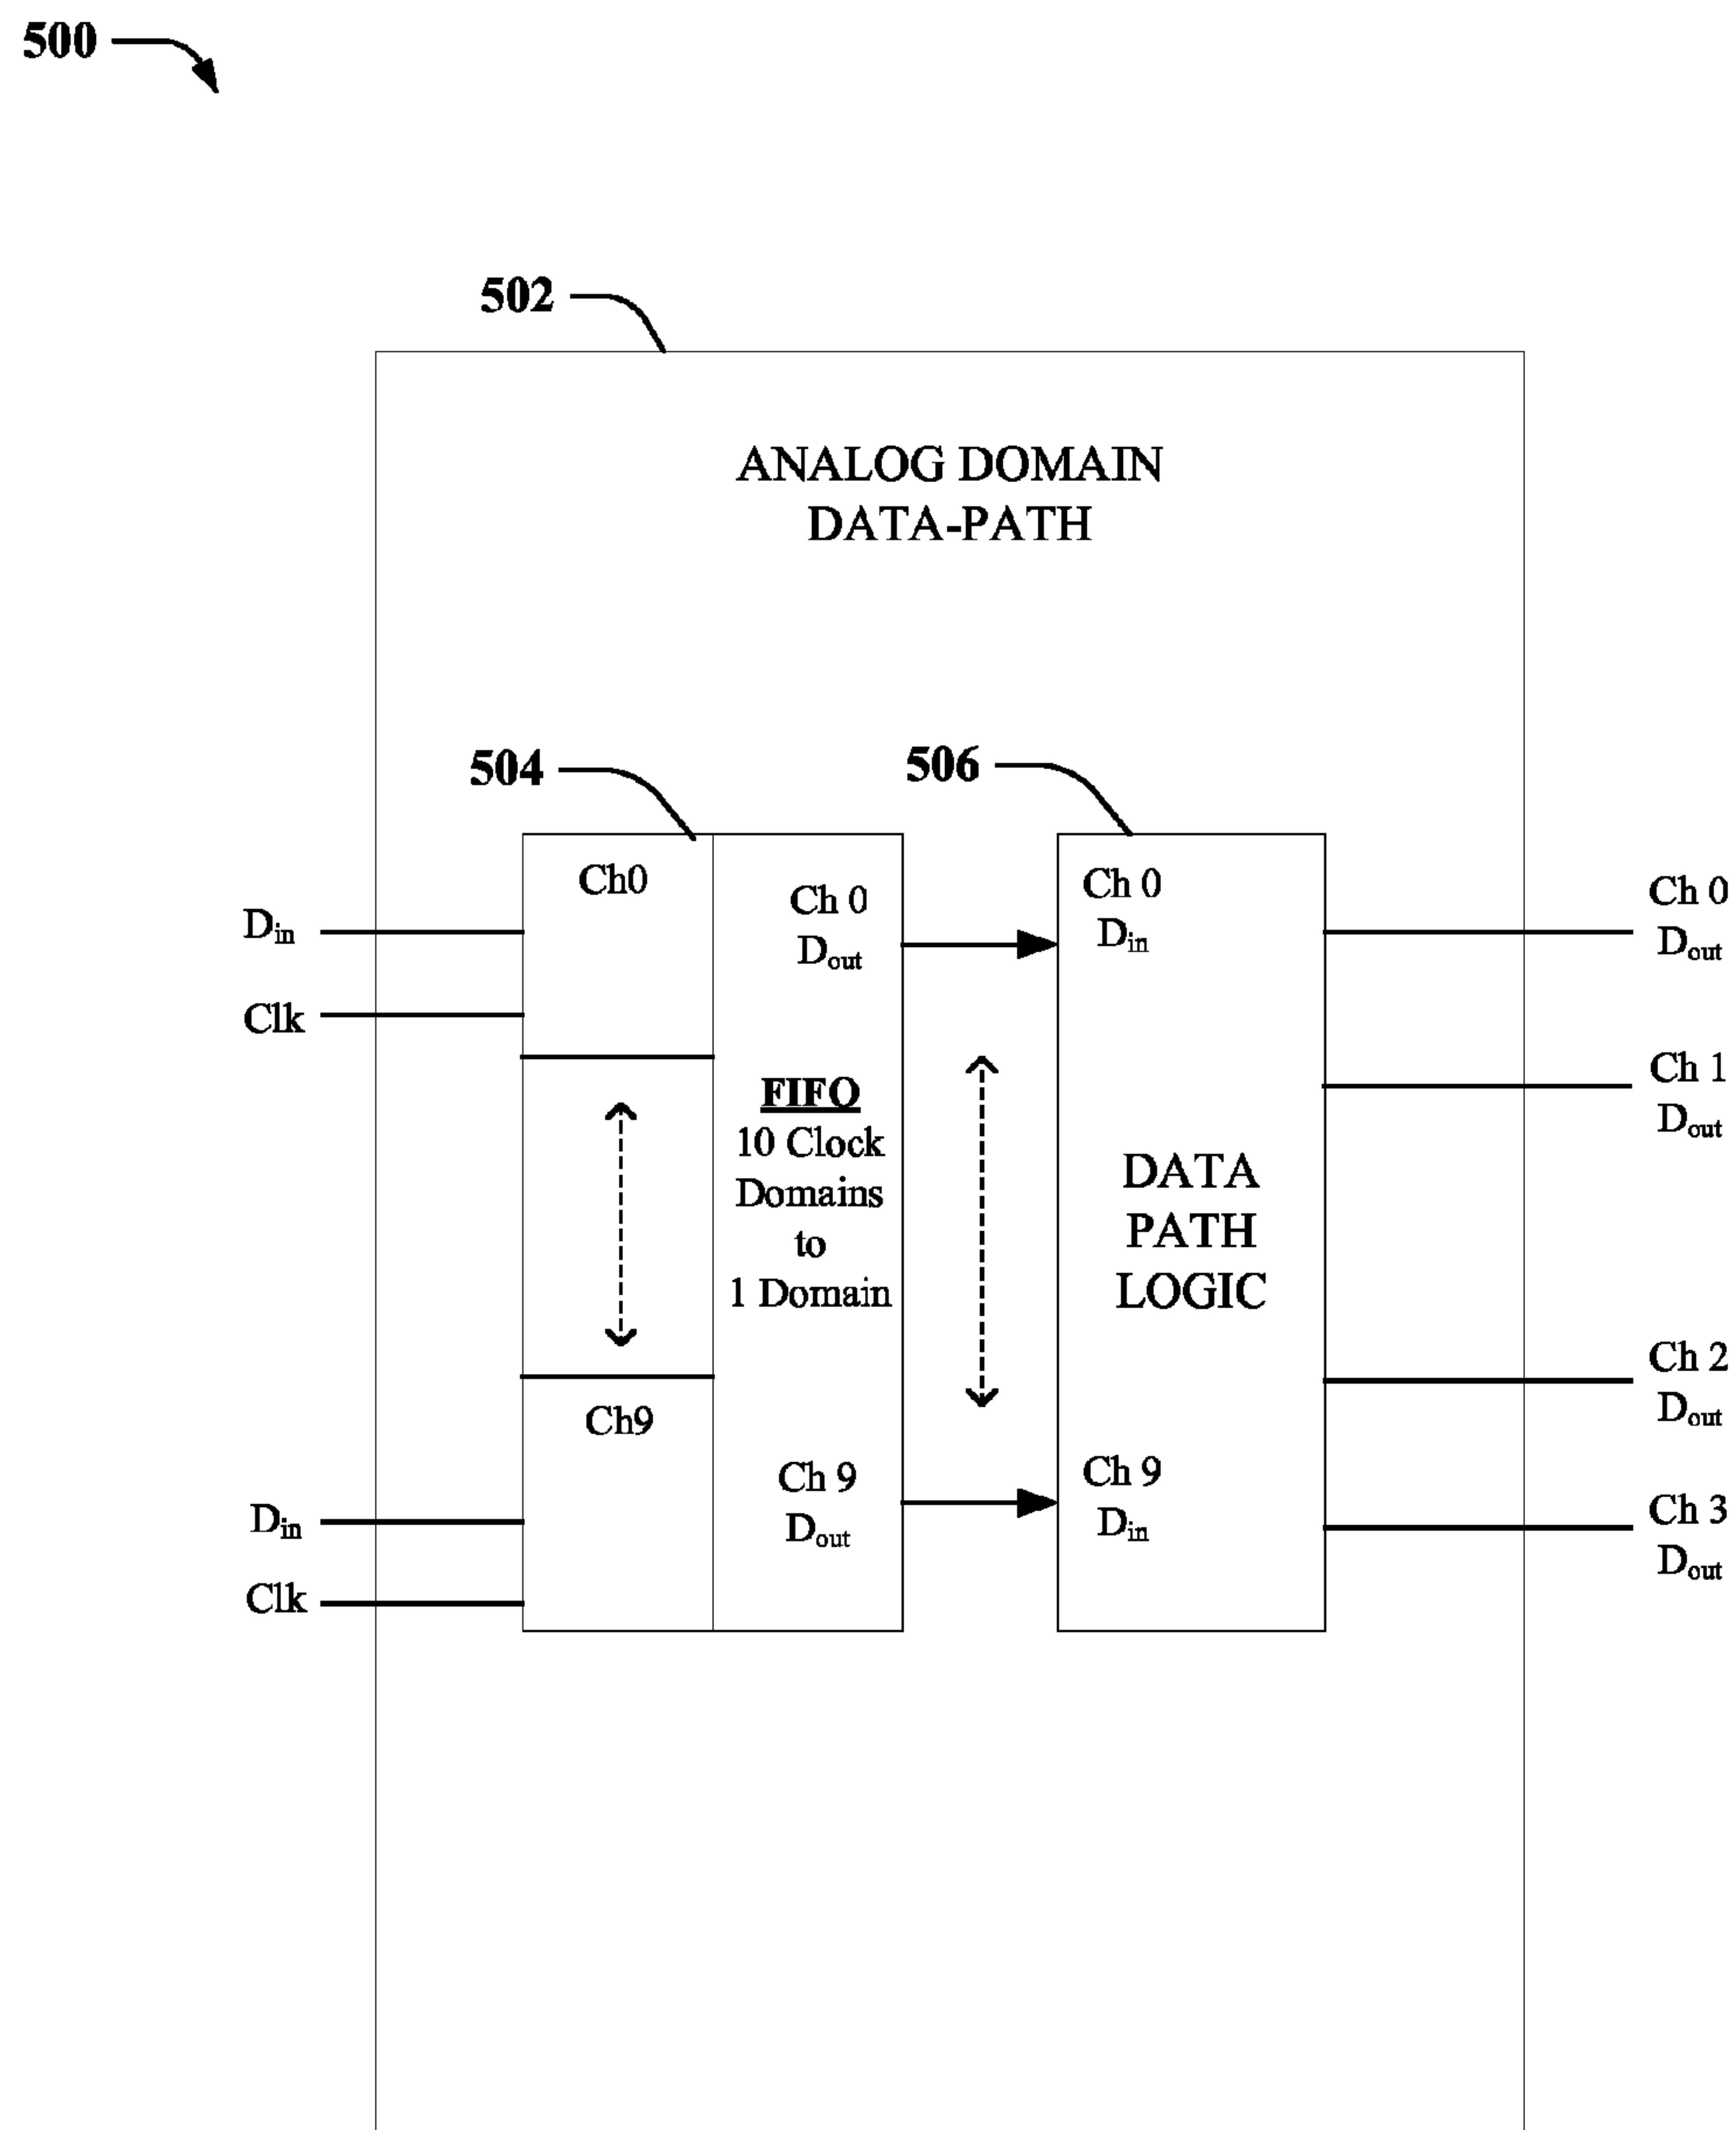 500
502
ANALOG DOMAIN
DATA-PATH
504
506
Din
Clk
Ch0
Ch9
Din
Clk
Ch 0
Dout
FIFO
10 Clock
Domains
to
1 Domain
Ch 9
Dout
Ch 0
Din
DATA
PATH
LOGIC
Ch 9
Din
Ch 0
Dout
Ch 1
Dout
Ch 2
Dout
Ch 3
Dout